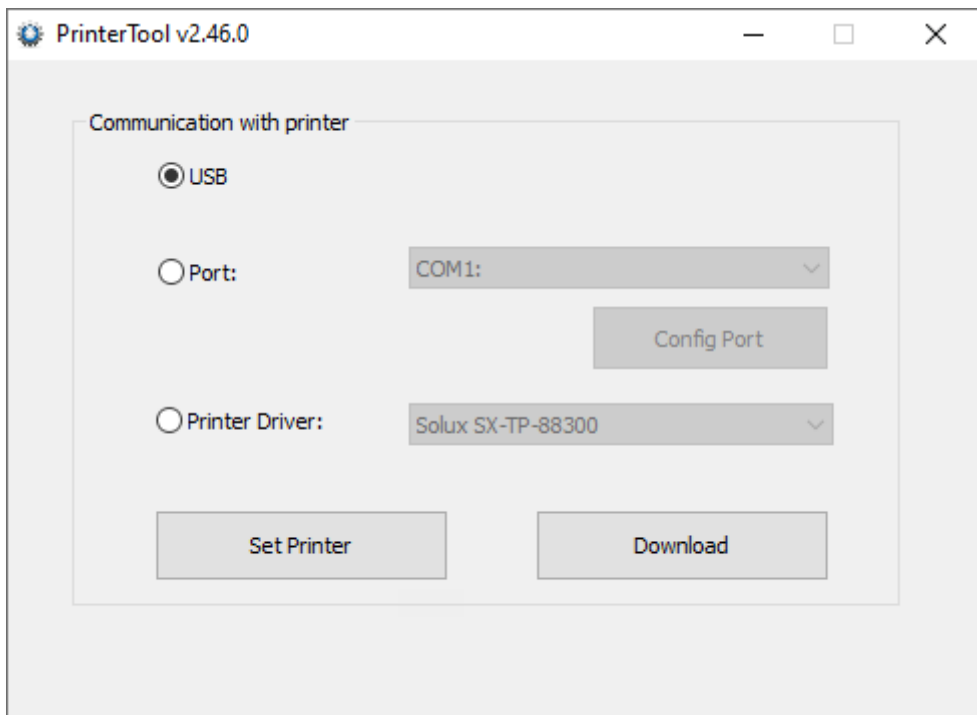 PrinterTool v2.46.0
Communication with printer
USB
Port:
COM1:
Config Port
Printer Driver:
Solux SX-TP-88300
Set Printer
Download